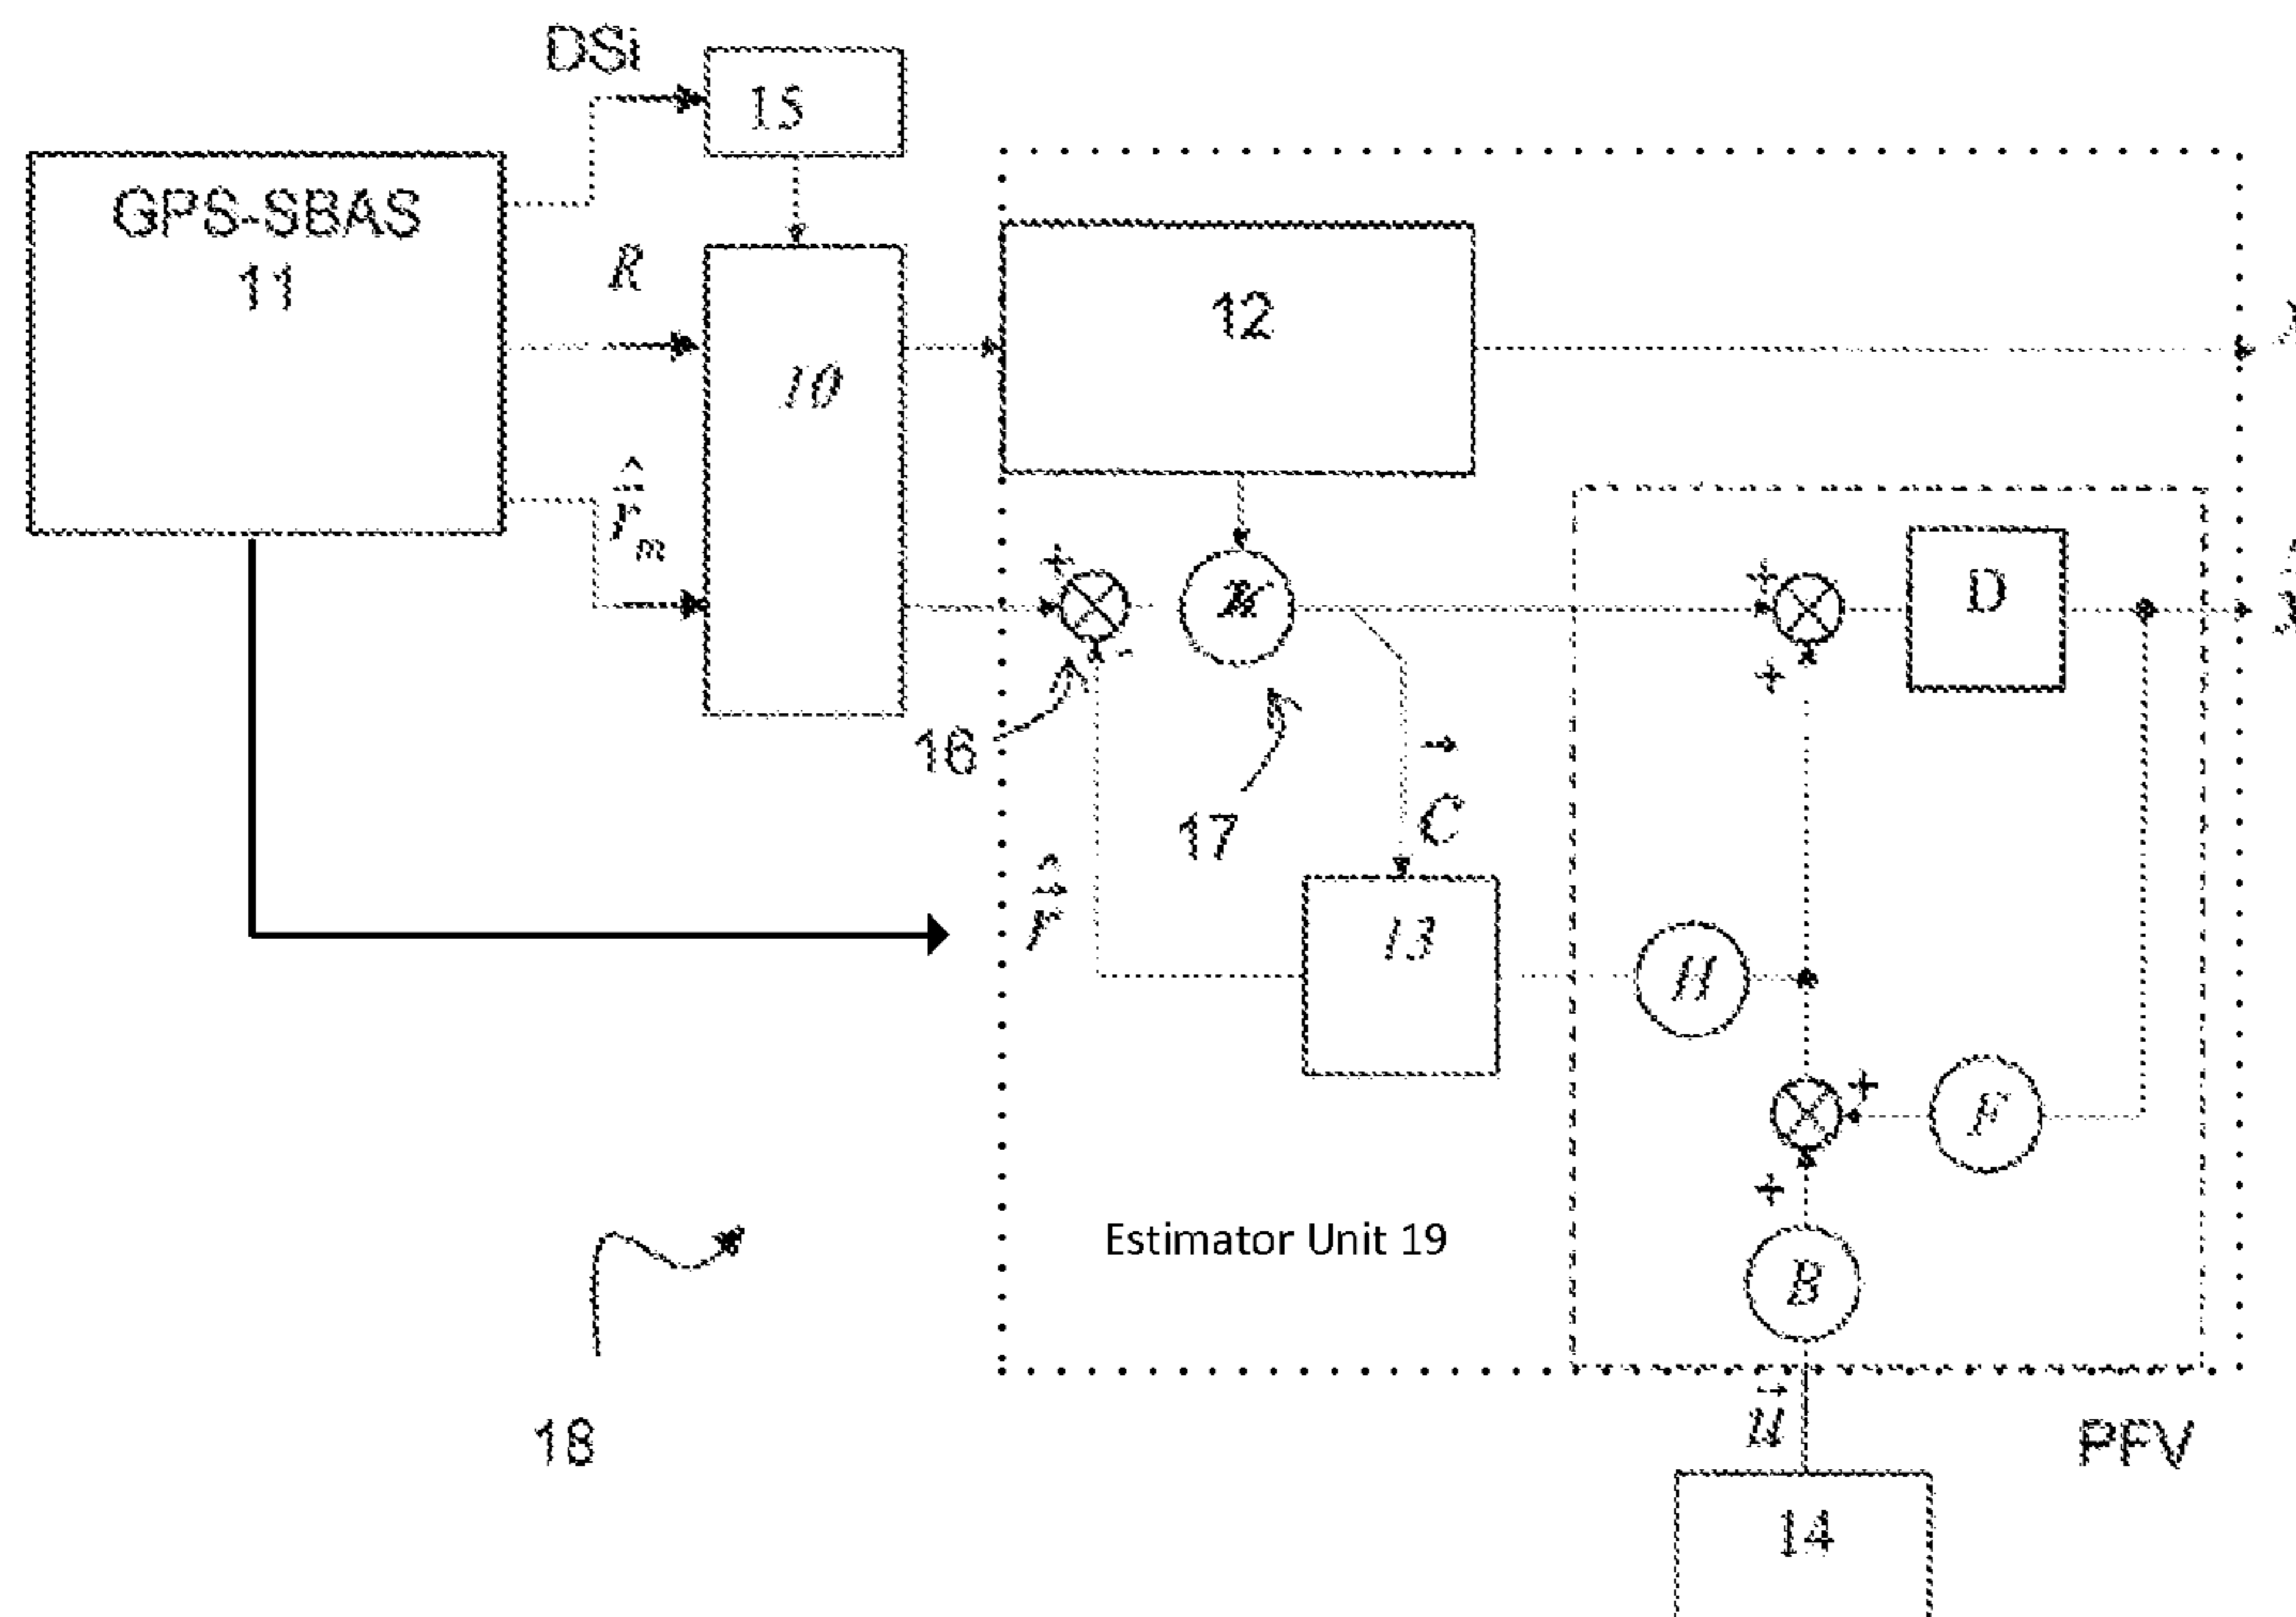 DSi
15
GPS-SBAS
11
R
12
10
r̂⃗ₘ
+
K
+
D
-
+
16
17
C⃗
r̂⃗
13
H
+
F
+
Estimator Unit 19
B
18
u⃗
PFV
14